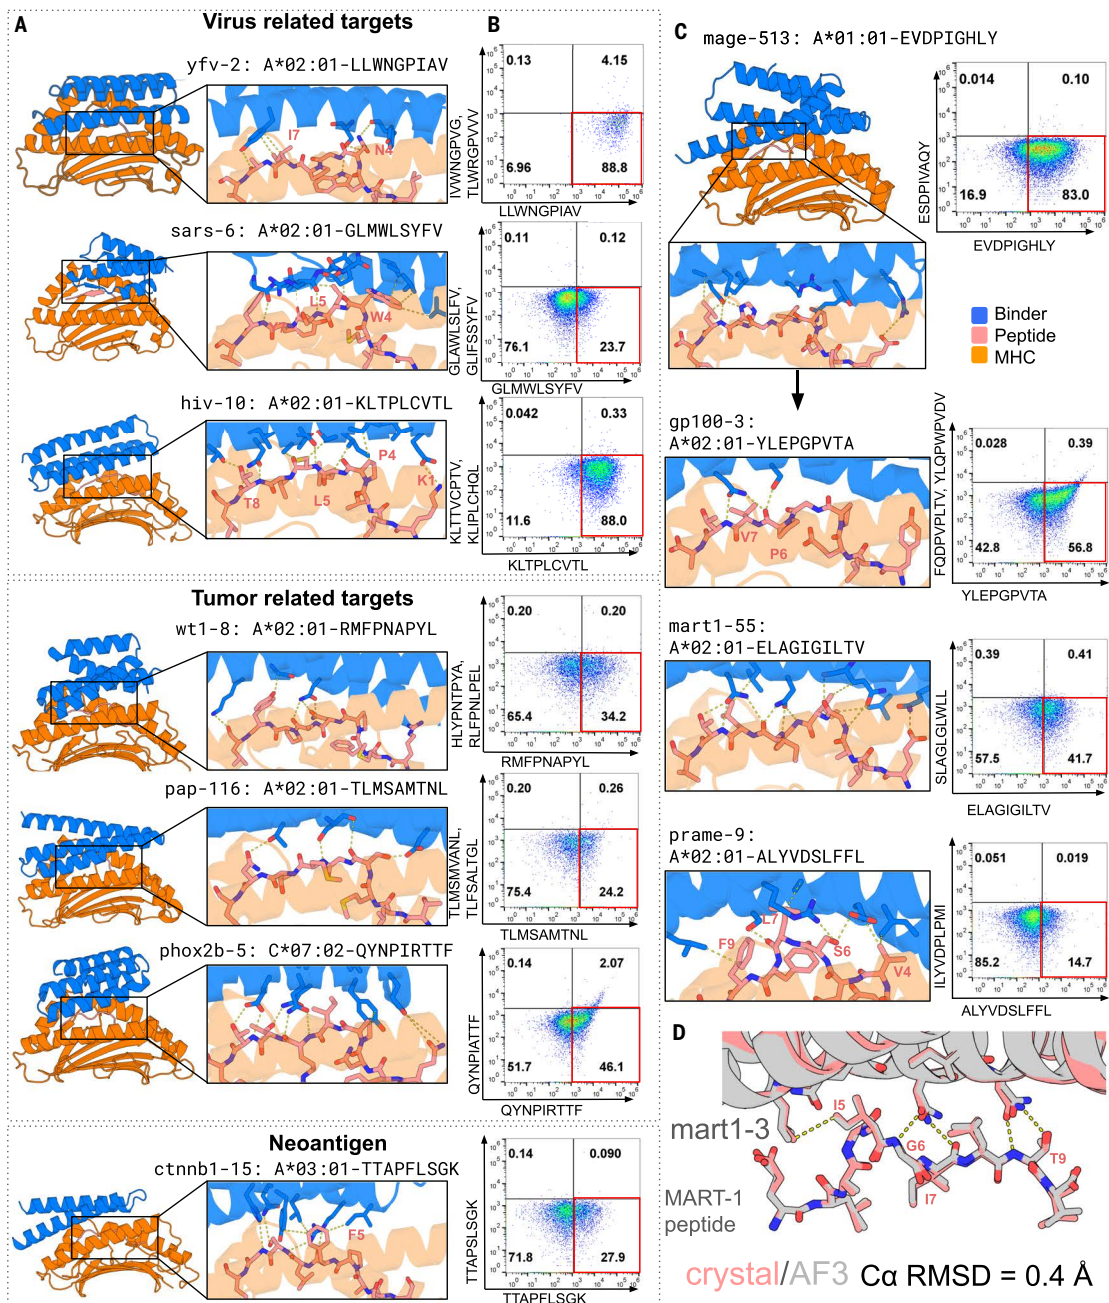 A
Virus related targets
B
yfv-2: A*02:01-LLWNGPIAV
I7
N4
IVWNGPVG,
TLWRGPVVV
0.13
4.15
6.96
88.8
LLWNGPIAV
sars-6: A*02:01-GLMWLSYFV
L5
W4
GLAWLSLFV,
GLIFSSYFV
0.11
0.12
76.1
23.7
GLMWLSYFV
hiv-10: A*02:01-KLTPLCVTL
P4
K1
T8
L5
KLTTVCPTV,
KLIPLCHQL
0.042
0.33
11.6
88.0
KLTPLCVTL
Tumor related targets
wt1-8: A*02:01-RMFPNAPYL
HLYPNTPYA,
RLFPNLPEL
0.20
0.20
65.4
34.2
RMFPNAPYL
pap-116: A*02:01-TLMSAMTNL
TLMSMVANL,
TLFSALTGL
0.20
0.26
75.4
24.2
TLMSAMTNL
phox2b-5: C*07:02-QYNPIRTTF
QYNPIATTF
0.14
2.07
51.7
46.1
QYNPIRTTF
Neoantigen
ctnnb1-15: A*03:01-TTAPFLSGK
F5
TTAPSLSGK
0.14
0.090
71.8
27.9
TTAPFLSGK
C
mage-513: A*01:01-EVDPIGHLY
ESDPIVAQY
0.014
0.10
16.9
83.0
EVDPIGHLY
Binder
Peptide
MHC
gp100-3:
A*02:01-YLEPGPVTA
V7
P6
FQDPVPLTV, YLQPWPVDV
0.028
0.39
42.8
56.8
YLEPGPVTA
mart1-55:
A*02:01-ELAGIGILTV
SLAGLGLWLL
0.39
0.41
57.5
41.7
ELAGIGILTV
prame-9:
A*02:01-ALYVDSLFFL
L7
F9
S6
V4
ILYVDPLPMI
0.051
0.019
85.2
14.7
ALYVDSLFFL
D
I5
mart1-3
G6
T9
I7
MART-1
peptide
crystal/AF3 Cα RMSD = 0.4 Å